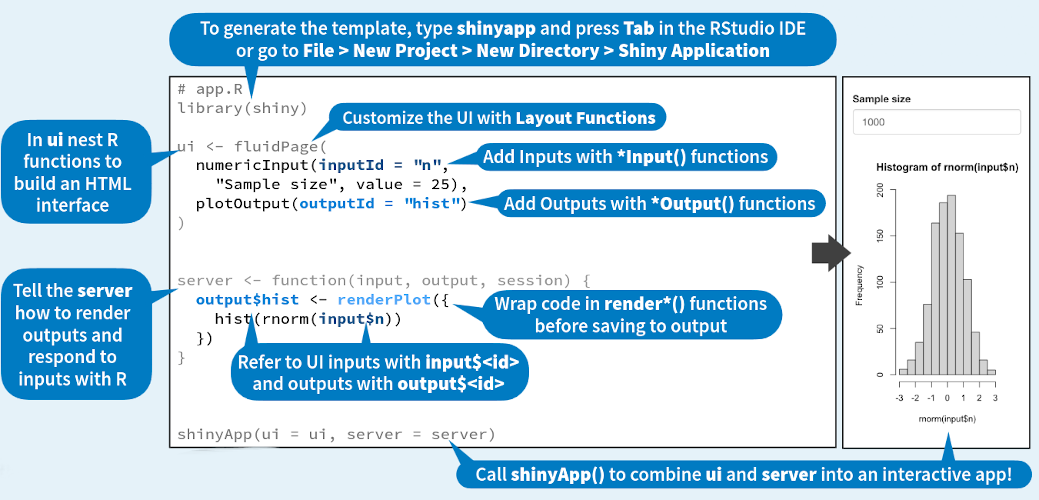 To generate the template, type shinyapp and press Tab in the RStudio IDE
or go to File > New Project > New Directory > Shiny Application
# app.R
library(shiny)
Customize the UI with Layout Functions
In ui nest R
functions to
build an HTML
interface
ui <- fluidPage(
numericInput(inputId = "n",
"Sample size", value = 25),
plotOutput(outputId = "hist")
)
Add Inputs with *Input() functions
Add Outputs with *Output() functions
Tell the server
how to render
outputs and
respond to
inputs with R
server <- function(input, output, session) {
output$hist <- renderPlot({
hist(rnorm(input$n))
})
}
Wrap code in render*() functions
before saving to output
Refer to UI inputs with input$<id>
and outputs with output$<id>
shinyApp(ui = ui, server = server)
Call shinyApp() to combine ui and server into an interactive app!
Sample size
1000
Histogram of rnorm(input$n)
Frequency
200
150
100
50
0
-3 -2 -1 0 1 2 3
rnorm(input$n)